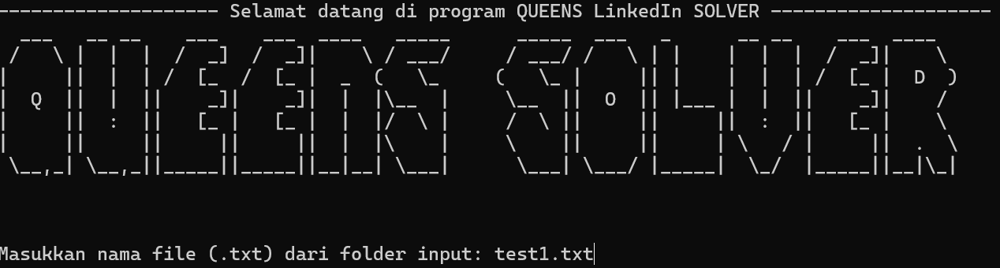 -------------------- Selamat datang di program QUEENS LinkedIn SOLVER --------------------
QUEENS SOLVER
Masukkan nama file (.txt) dari folder input: test1.txt